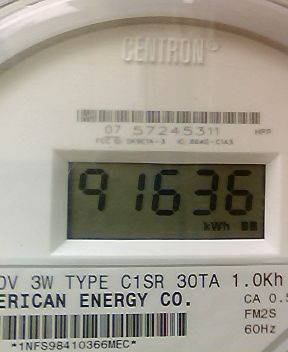 CENTRON
07 57245311 HPP
91636
kWh
0V 3W TYPE C1SR 30TA 1.0Kh
ERICAN ENERGY CO.
CA 0.5
FM2S
60Hz
*1NFS98410366MEC*